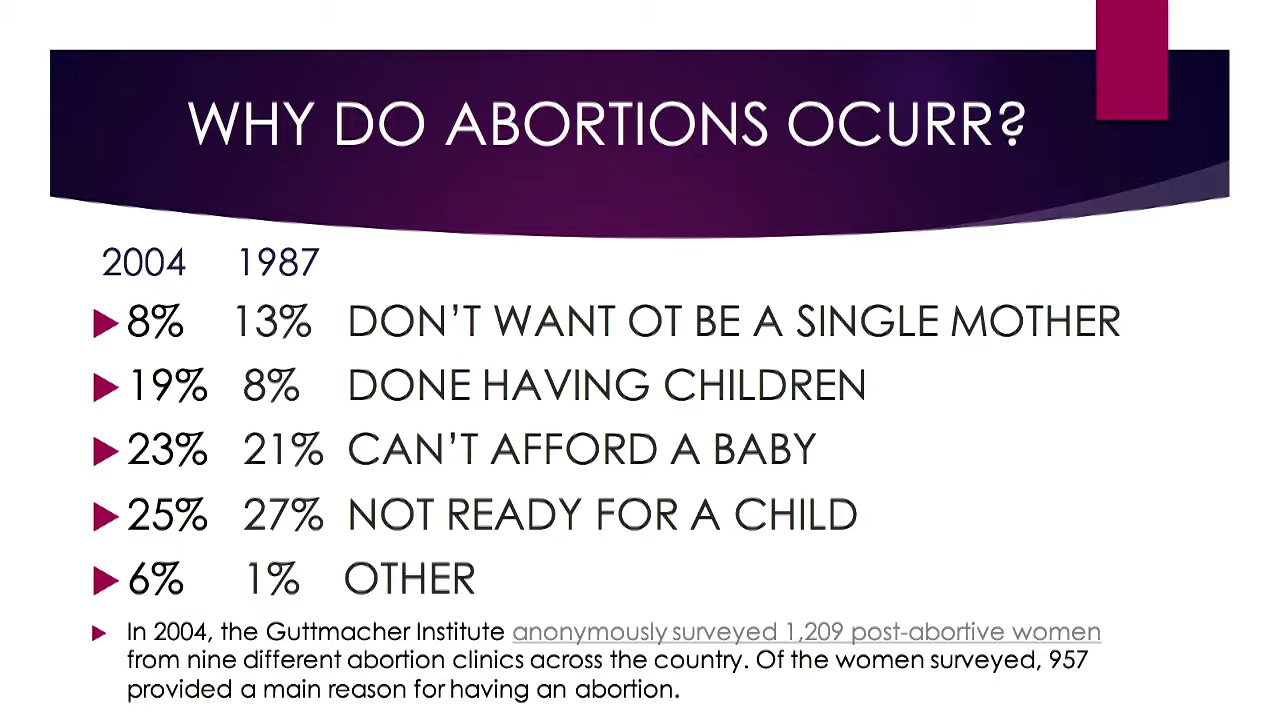 WHY DO ABORTIONS OCURR?
2004 1987
8% 13% DON'T WANT OT BE A SINGLE MOTHER
19% 8% DONE HAVING CHILDREN
23% 21% CAN'T AFFORD A BABY
25% 27% NOT READY FOR A CHILD
6% 1% OTHER
In 2004, the Guttmacher Institute anonymously surveyed 1,209 post-abortive women
from nine different abortion clinics across the country. Of the women surveyed, 957
provided a main reason for having an abortion.